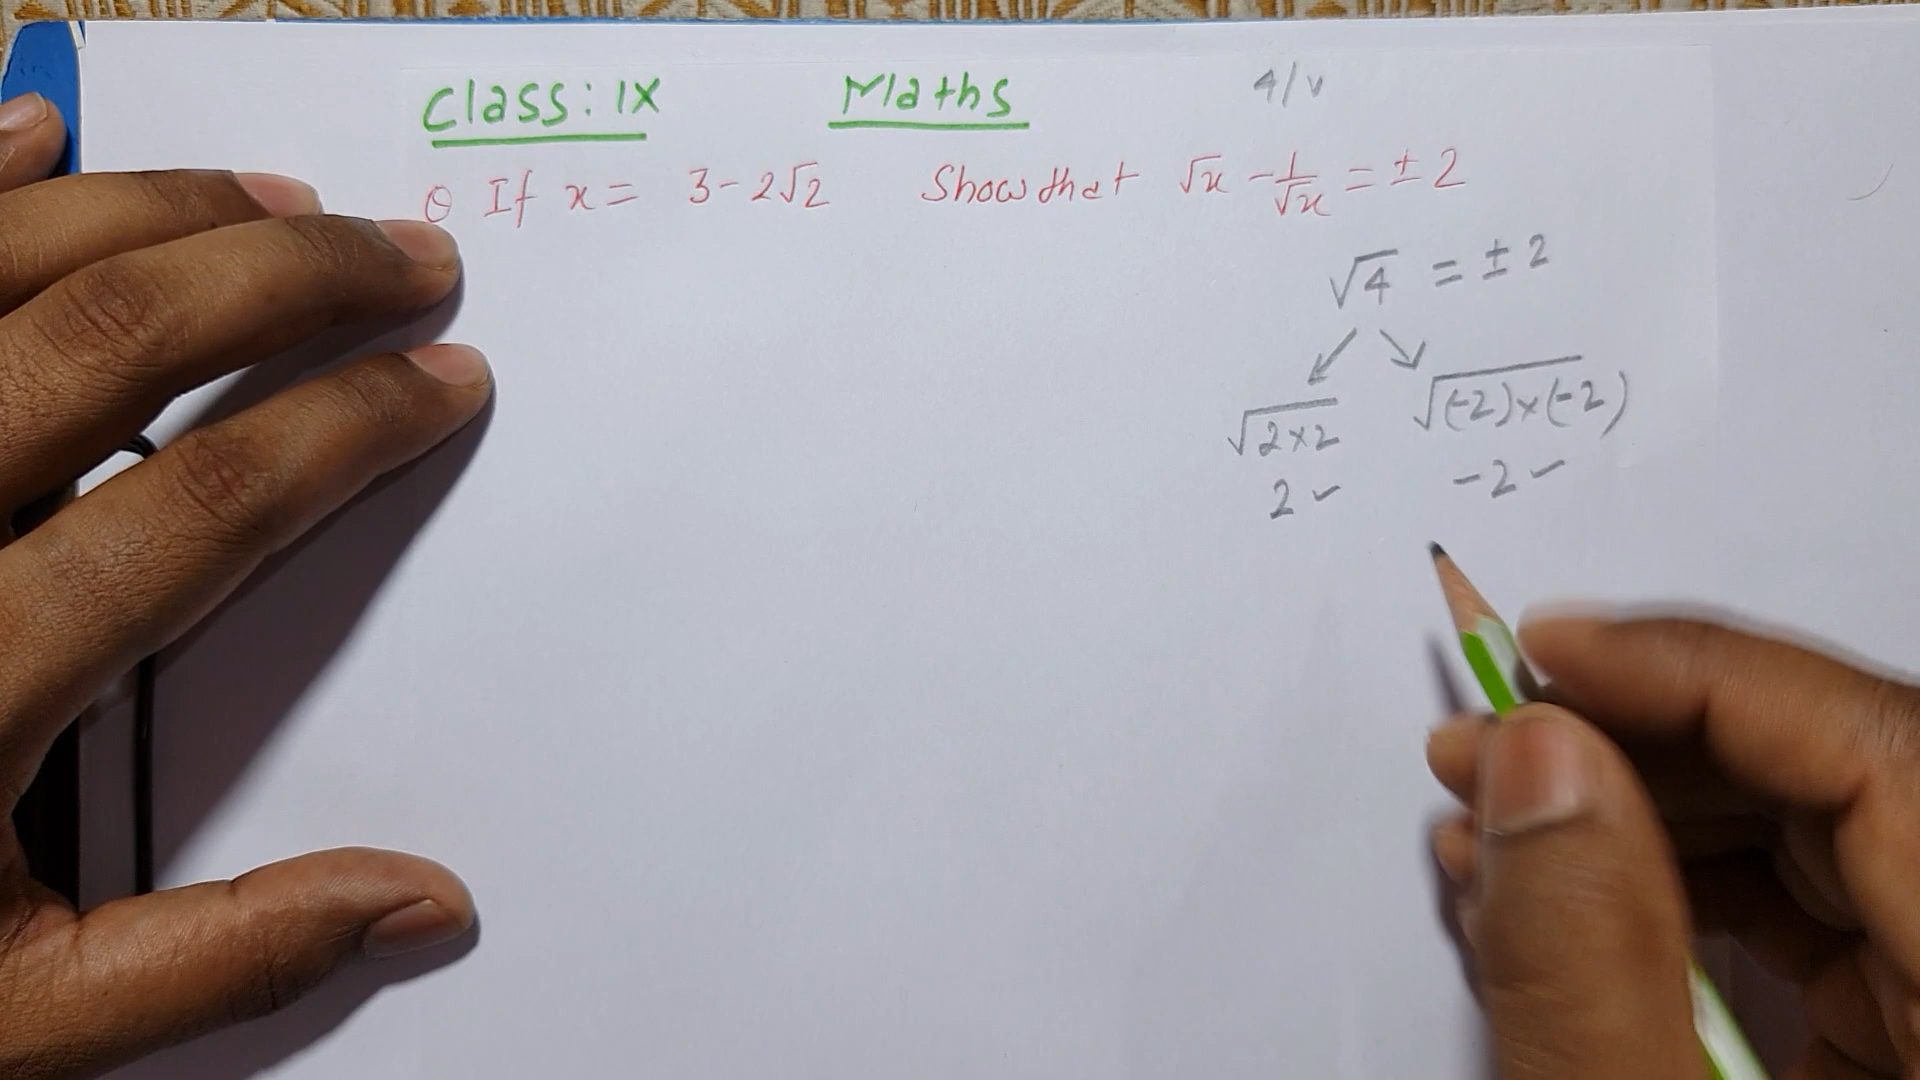 Class: IX Maths 4/v
Q If x = 3-2√2 Show that √x - 1/√x = ± 2
√4 = ± 2
√2×2 √(-2)×(-2)
2 ✓ -2 ✓